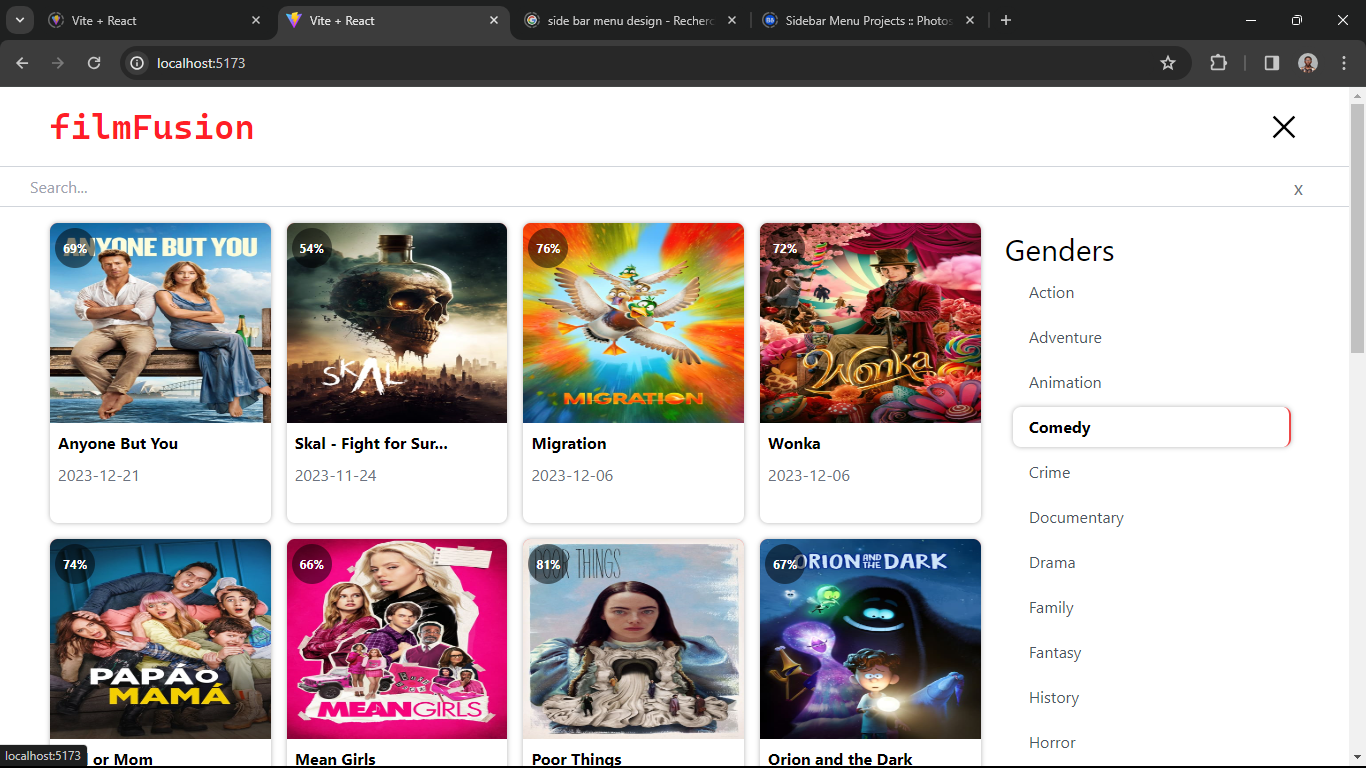 Vite + React
Vite + React
side bar menu design - Recherc
Sidebar Menu Projects :: Photos
localhost:5173
filmFusion
Search...
x
69%
ANYONE BUT YOU
54%
SKAL
76%
MIGRATION
72%
Wonka
Genders
Action
Adventure
Animation
Comedy
Crime
Documentary
Drama
Family
Fantasy
History
Horror
Anyone But You
2023-12-21
Skal - Fight for Sur...
2023-11-24
Migration
2023-12-06
Wonka
2023-12-06
74%
PAPÁ O
MAMÁ
66%
MEAN GIRLS
81%
POOR THINGS
67%
ORION AND THE DARK
or Mom
Mean Girls
Poor Things
Orion and the Dark
localhost:5173